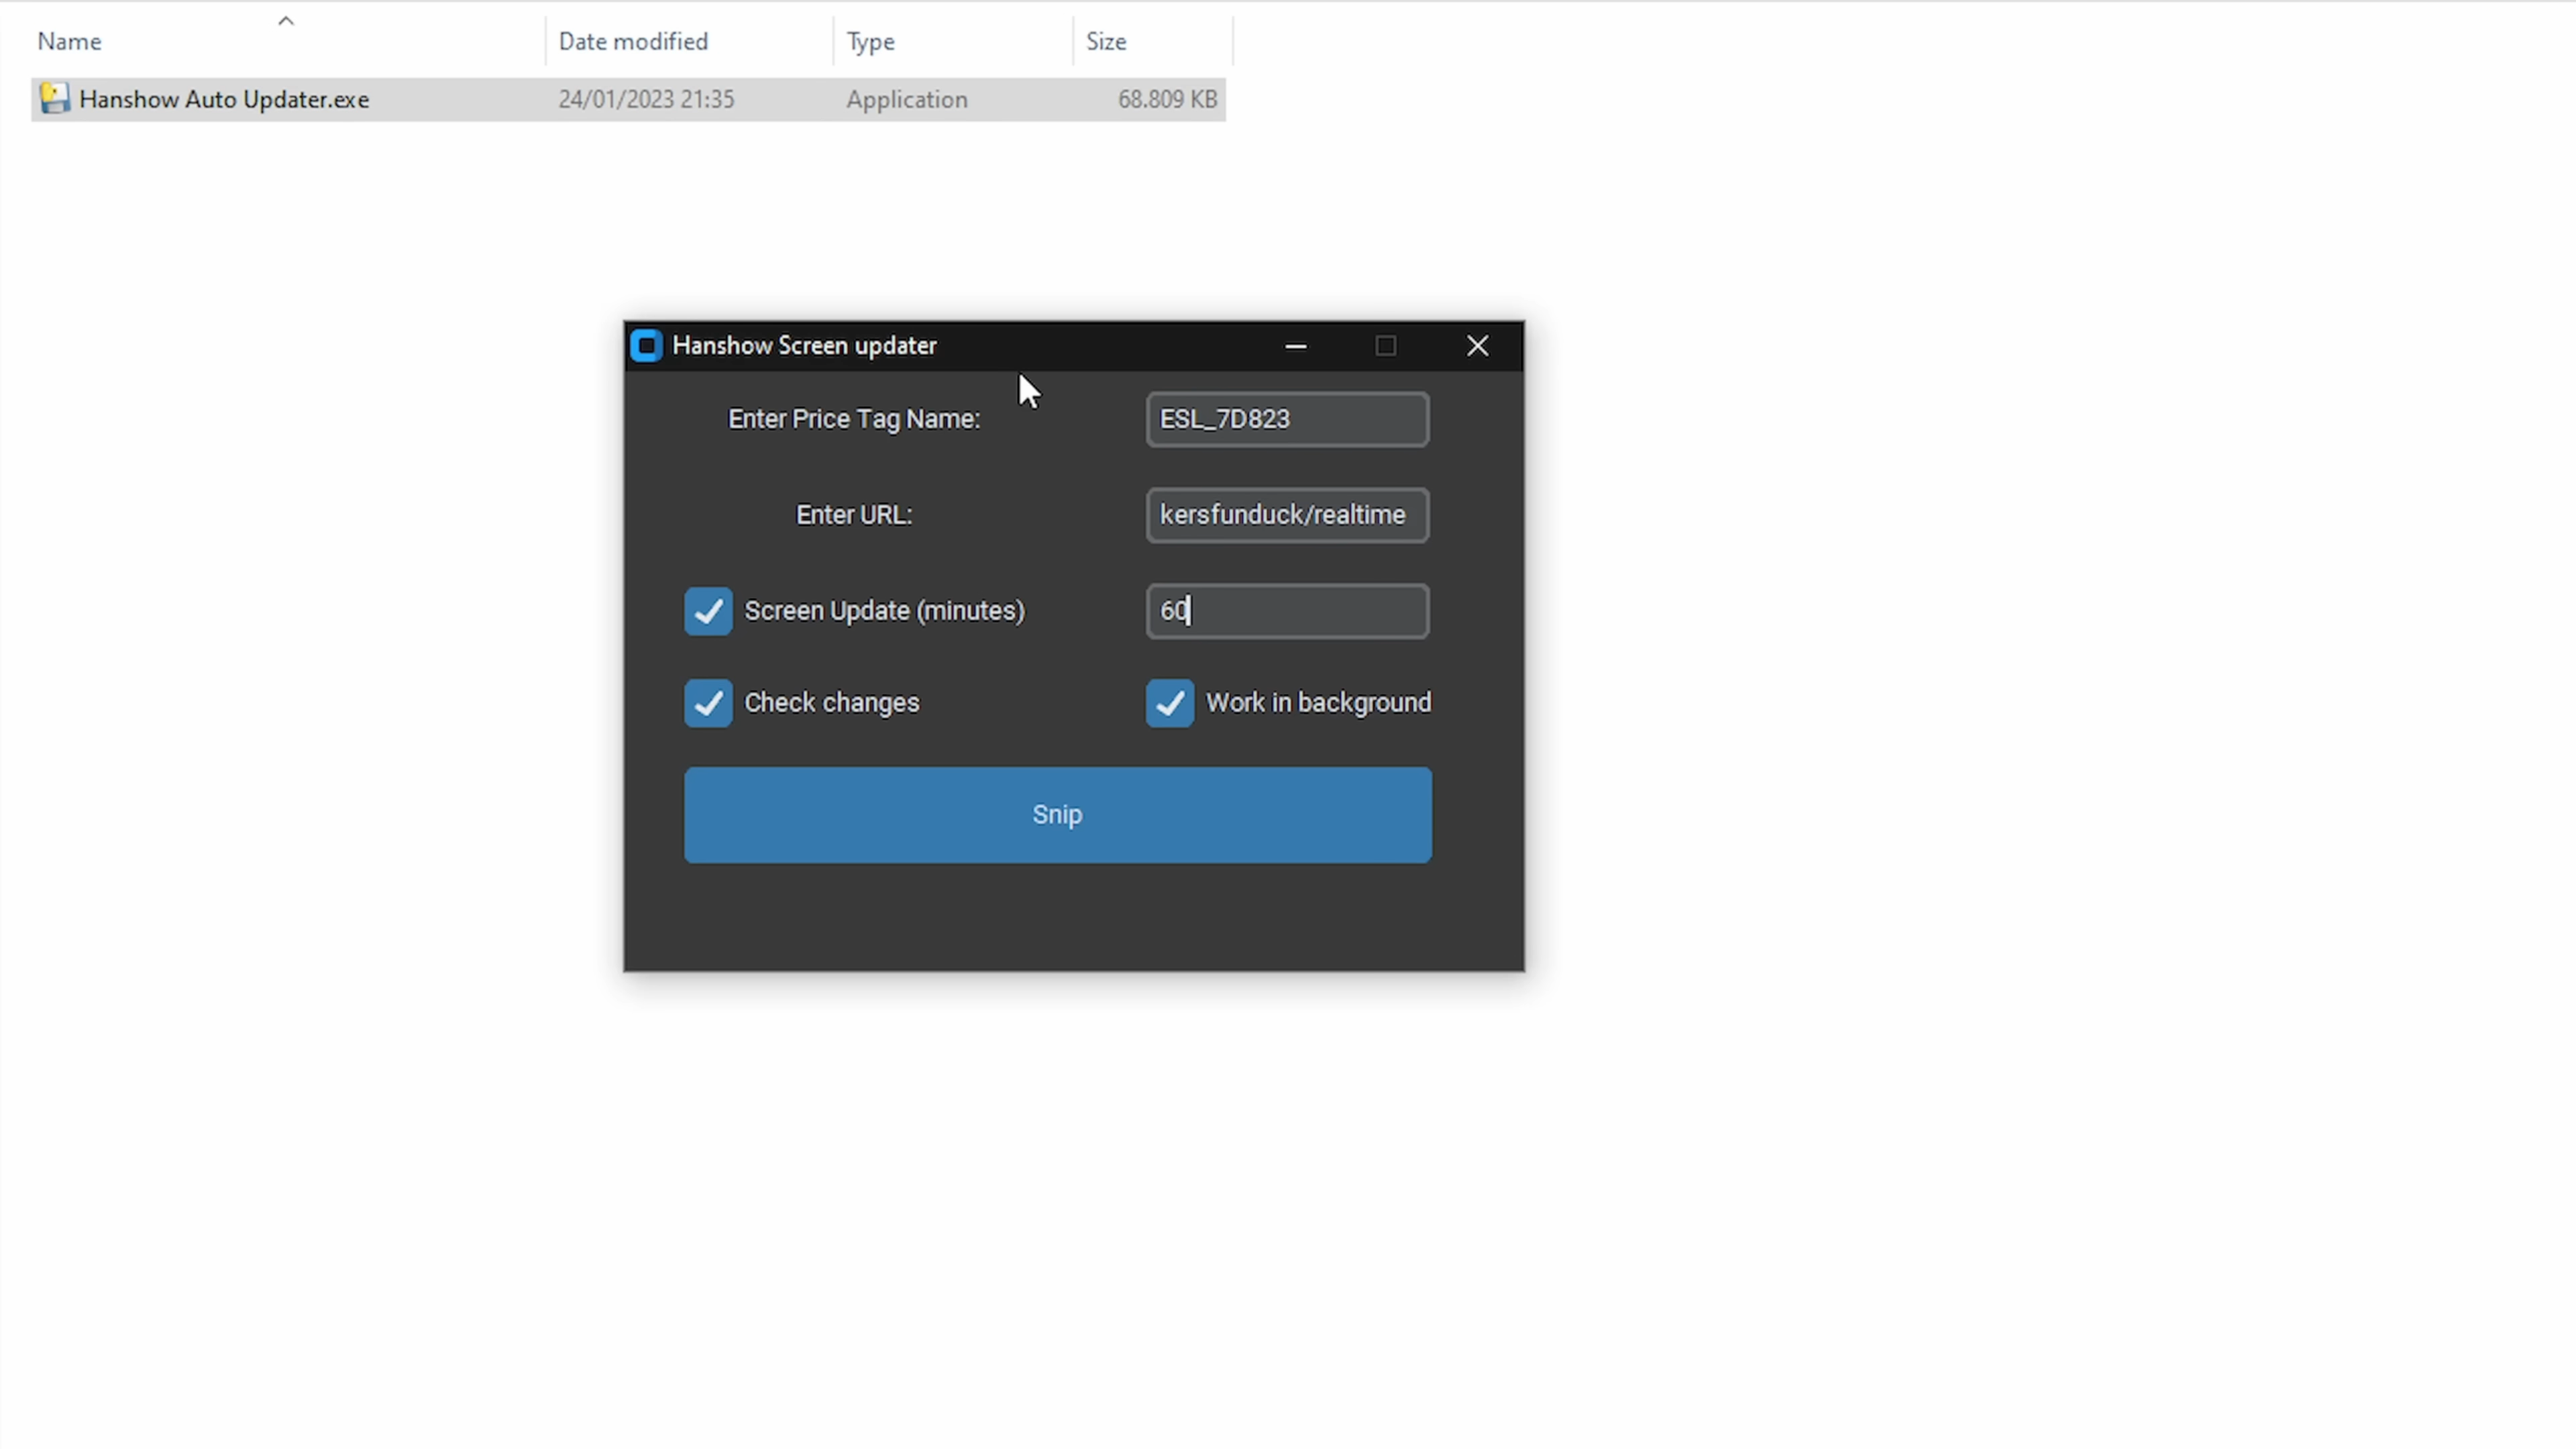 Name Date modified Type Size
Hanshow Auto Updater.exe 24/01/2023 21:35 Application 68.809 KB
Hanshow Screen updater
Enter Price Tag Name: ESL_7D823
Enter URL: kersfunduck/realtime
Screen Update (minutes) 60
Check changes Work in background
Snip